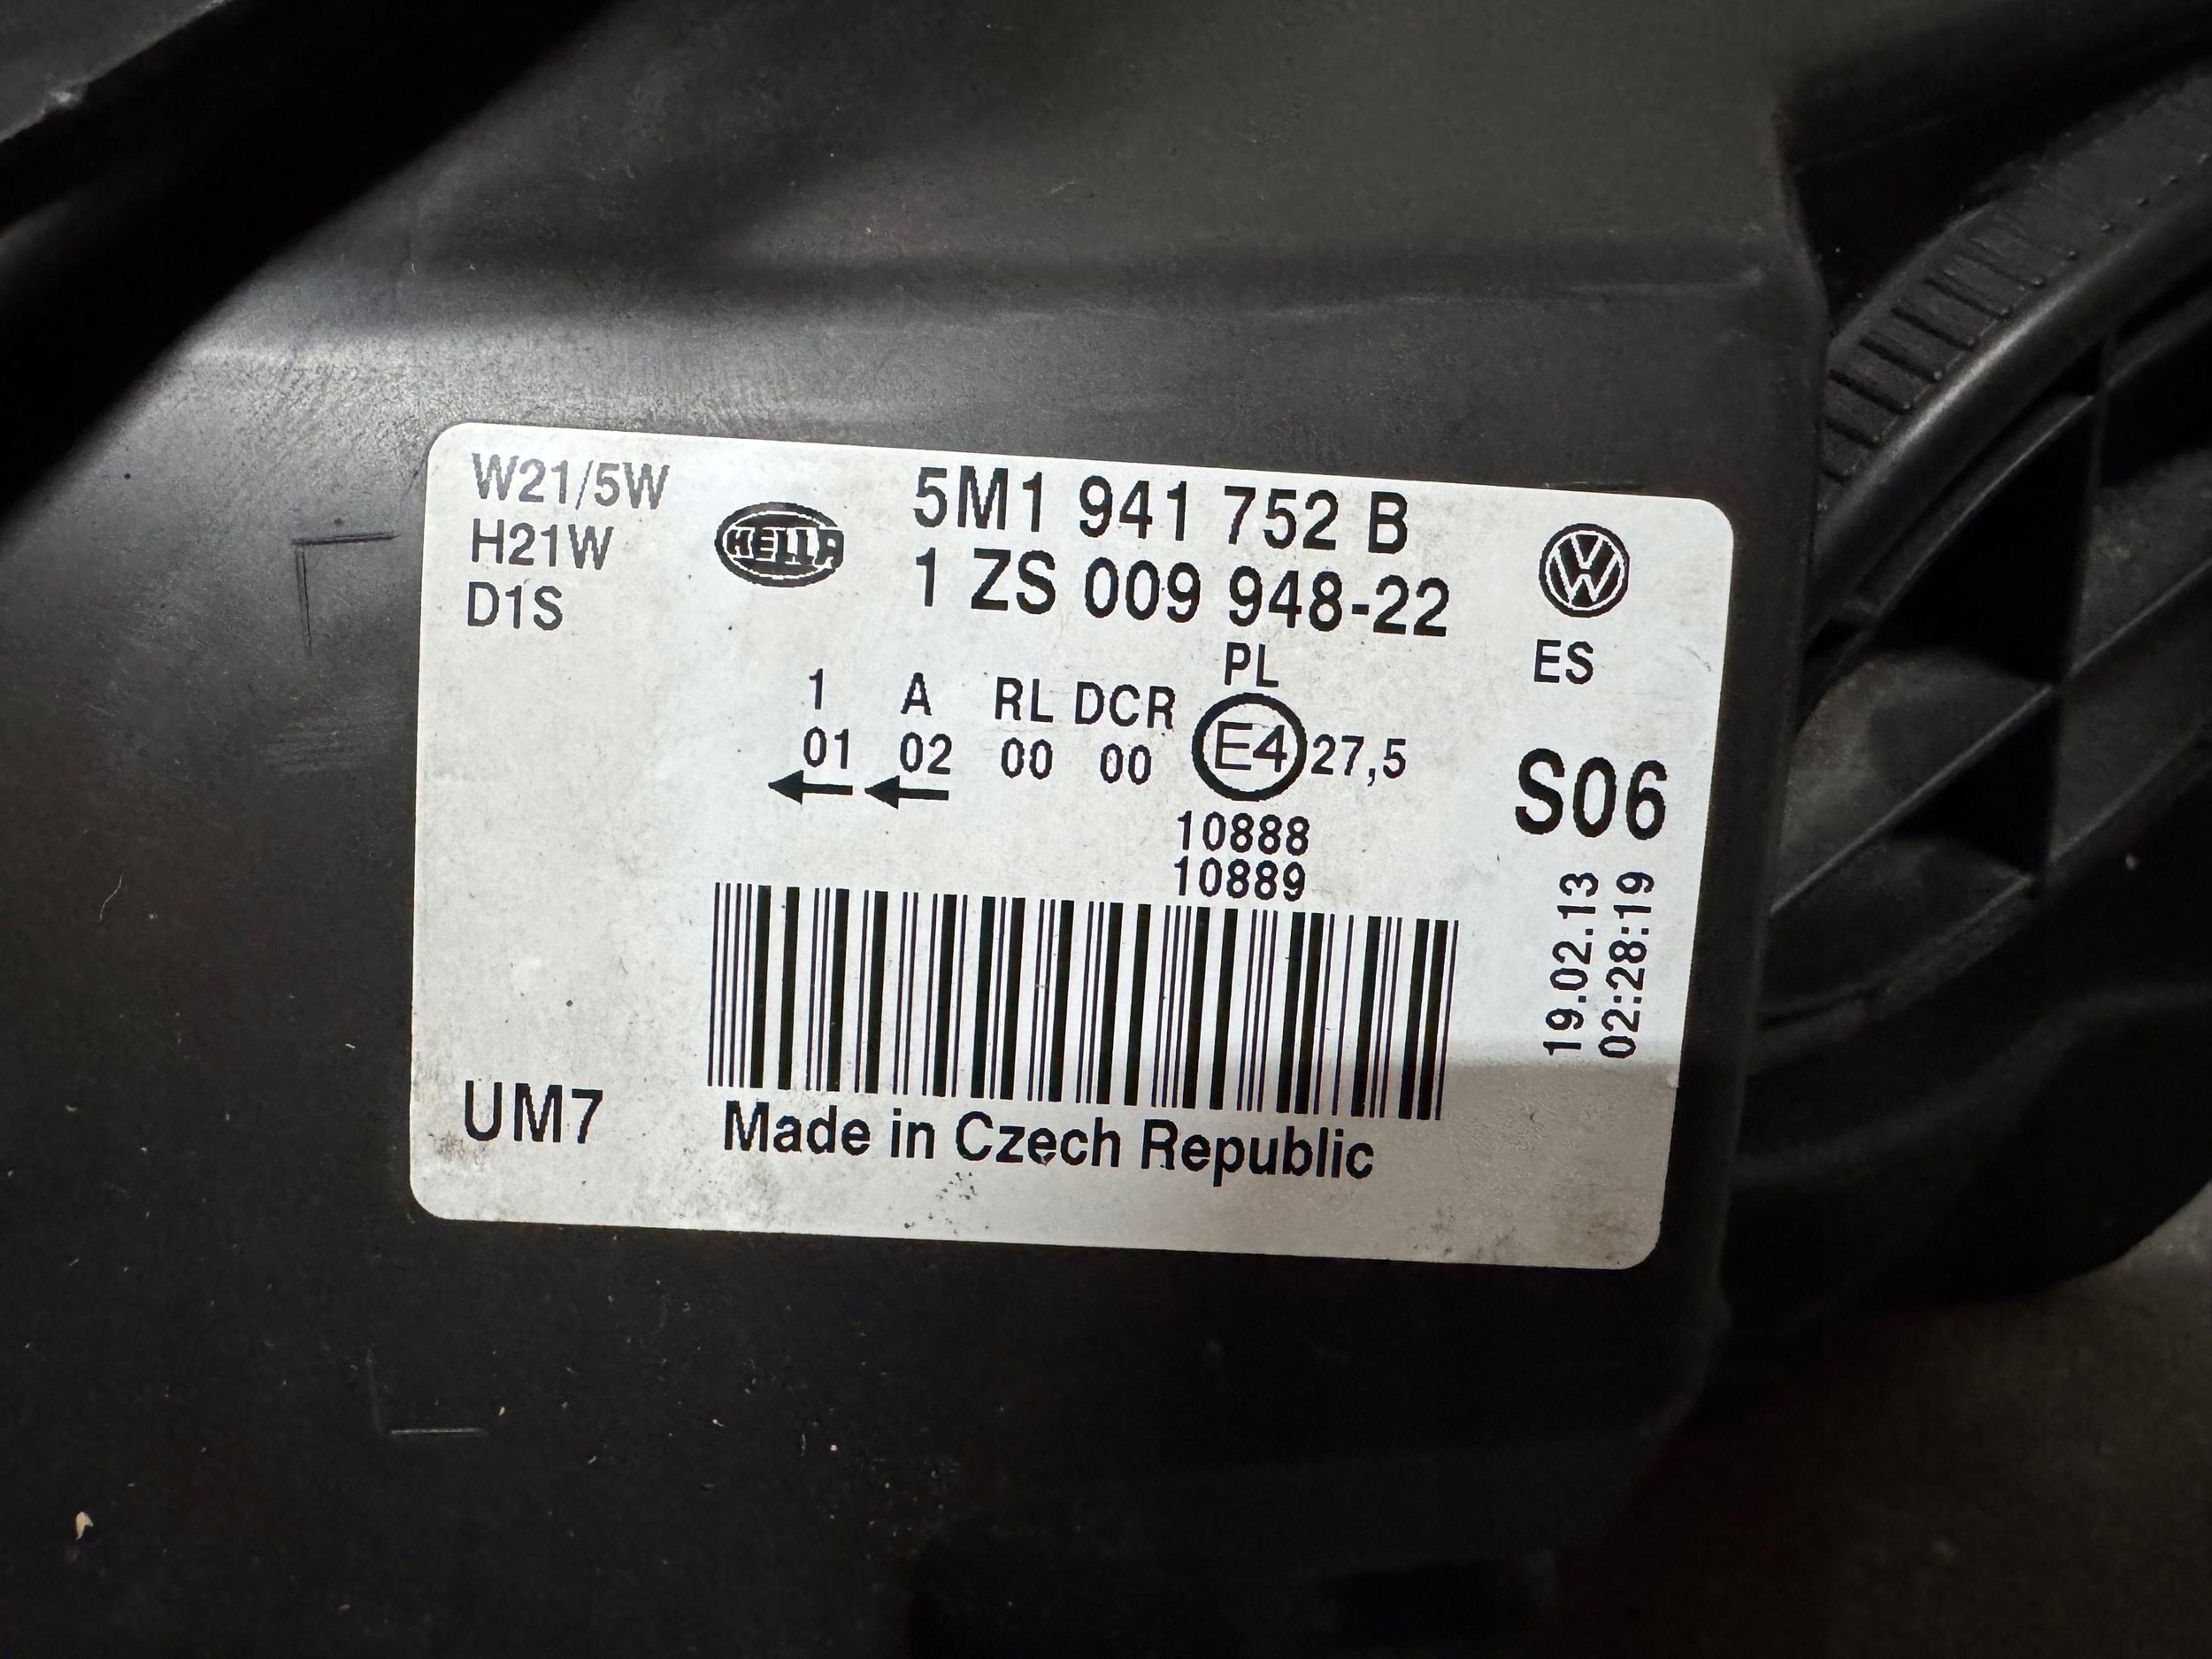 W21/5W
H21W
D1S
HELLA
5M1 941 752 B
1 ZS 009 948-22
VW
ES
PL
1 A RL DCR
01 02 00 00 E4 27,5
10888
10889
S06
19.02.13
02:28:19
UM7
Made in Czech Republic